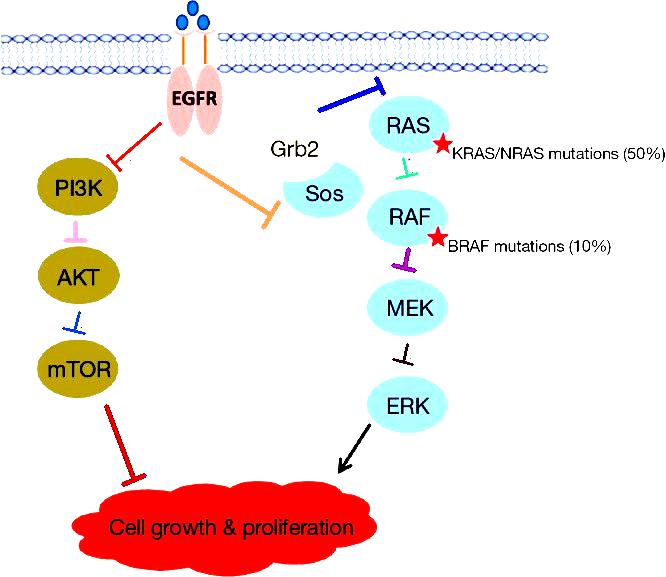 EGFR
RAS
KRAS/NRAS mutations (50%)
Grb2
PI3K
Sos
RAF
BRAF mutations (10%)
AKT
MEK
mTOR
ERK
Cell growth & proliferation